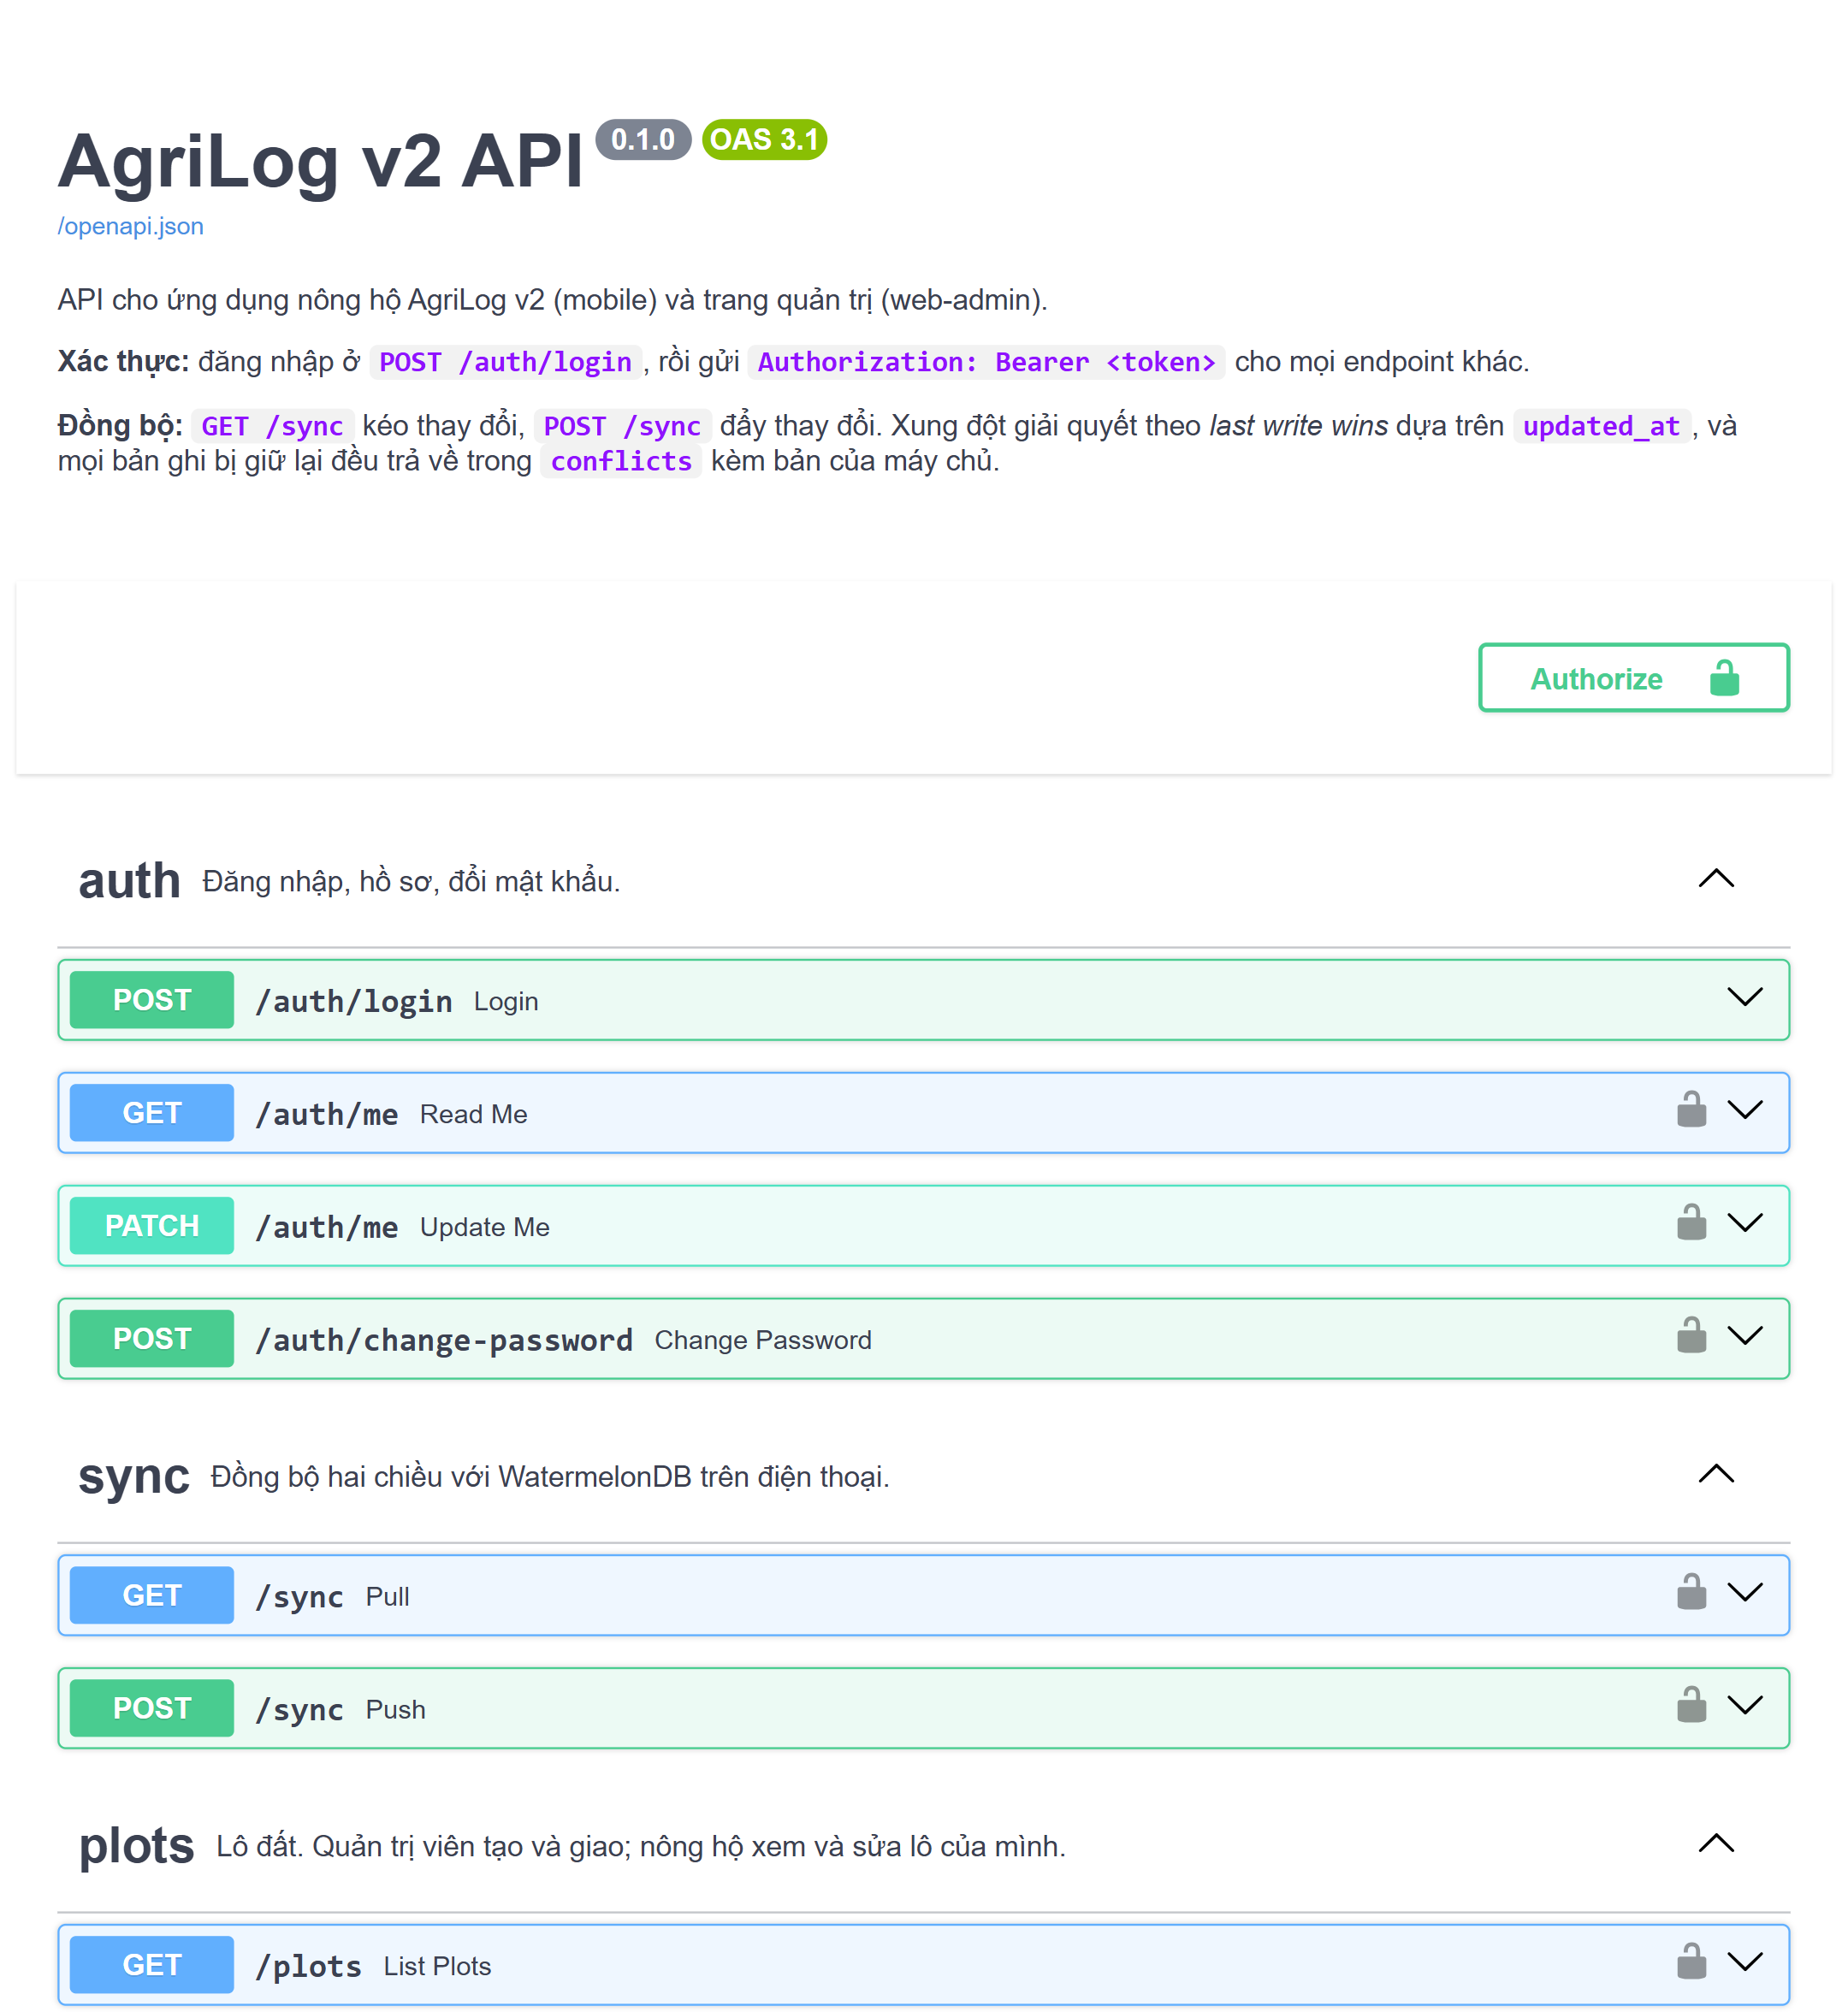 AgriLog v2 API 0.1.0 OAS 3.1
/openapi.json
API cho ứng dụng nông hộ AgriLog v2 (mobile) và trang quản trị (web-admin).
Xác thực: đăng nhập ở POST /auth/login, rồi gửi Authorization: Bearer <token> cho mọi endpoint khác.
Đồng bộ: GET /sync kéo thay đổi, POST /sync đẩy thay đổi. Xung đột giải quyết theo last write wins dựa trên updated_at, và
mọi bản ghi bị giữ lại đều trả về trong conflicts kèm bản của máy chủ.
Authorize
auth Đăng nhập, hồ sơ, đổi mật khẩu.
POST /auth/login Login
GET /auth/me Read Me
PATCH /auth/me Update Me
POST /auth/change-password Change Password
sync Đồng bộ hai chiều với WatermelonDB trên điện thoại.
GET /sync Pull
POST /sync Push
plots Lô đất. Quản trị viên tạo và giao; nông hộ xem và sửa lô của mình.
GET /plots List Plots